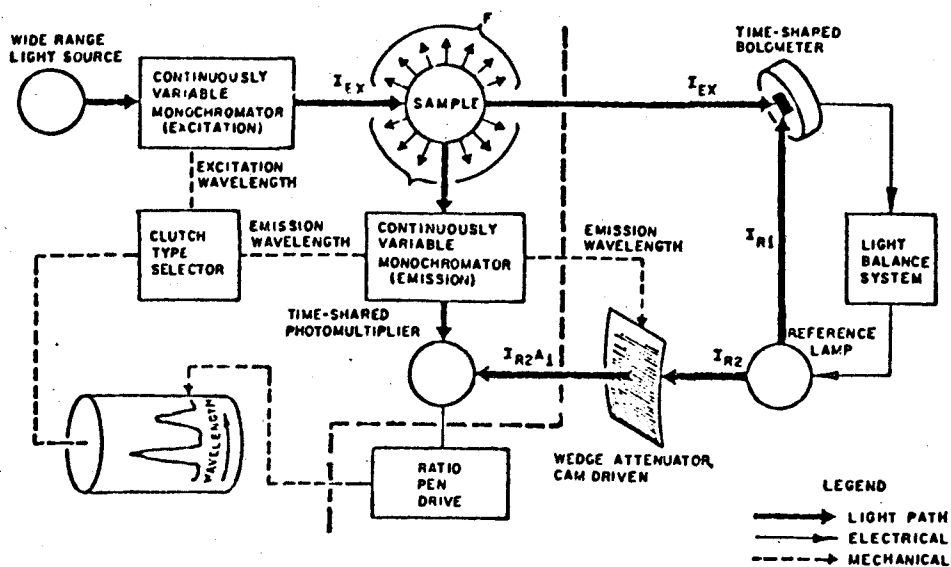 WIDE RANGE
LIGHT SOURCE
CONTINUOUSLY
VARIABLE
MONOCHROMATOR
(EXCITATION)
I EX
F
SAMPLE
I EX
TIME-SHAPED
BOLOMETER
EXCITATION
WAVELENGTH
CLUTCH
TYPE
SELECTOR
EMISSION
WAVELENGTH
CONTINUOUSLY
VARIABLE
MONOCHROMATOR
(EMISSION)
EMISSION
WAVELENGTH
I R1
LIGHT
BALANCE
SYSTEM
TIME-SHARED
PHOTOMULTIPLIER
I R2 A 1
I R2
REFERENCE
LAMP
WAVELENGTH
RATIO
PEN
DRIVE
WEDGE ATTENUATOR,
CAM DRIVEN
LEGEND
LIGHT PATH
ELECTRICAL
MECHANICAL